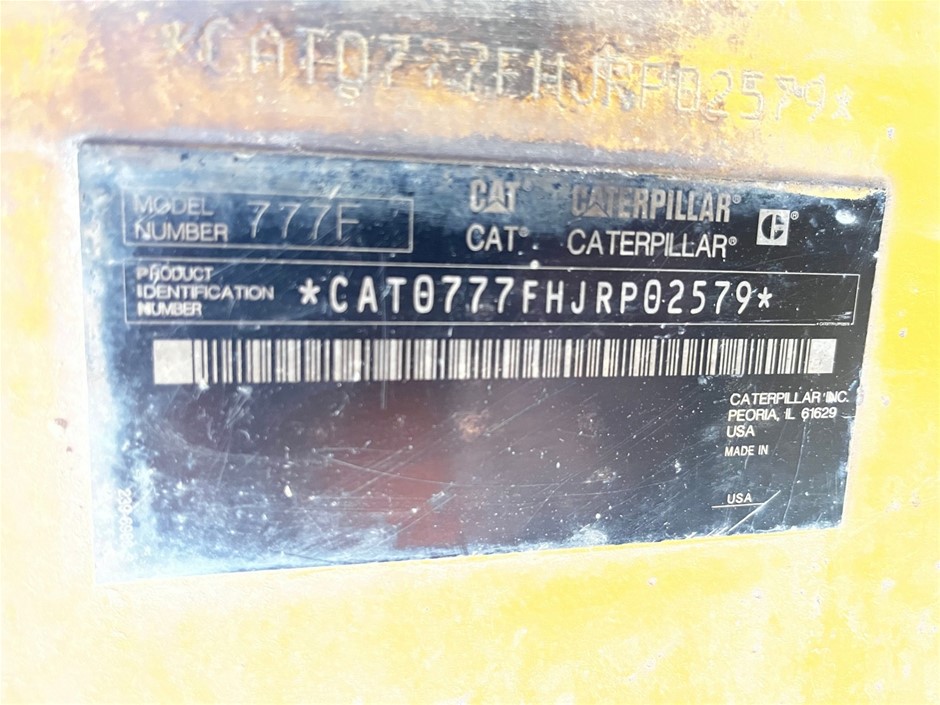 *CAT0777FHJRP02579*
MODEL NUMBER 777F
CAT CATERPILLAR
CAT® CATERPILLAR® C®
PRODUCT IDENTIFICATION NUMBER *CAT0777FHJRP02579*
CATERPILLAR INC.
PEORIA, IL 61629
USA
MADE IN
USA